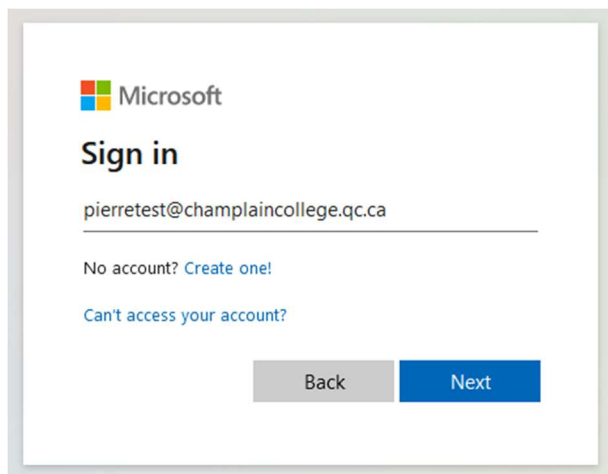 Microsoft
Sign in
pierretest@champlaincollege.qc.ca
No account? Create one!
Can't access your account?
Back Next